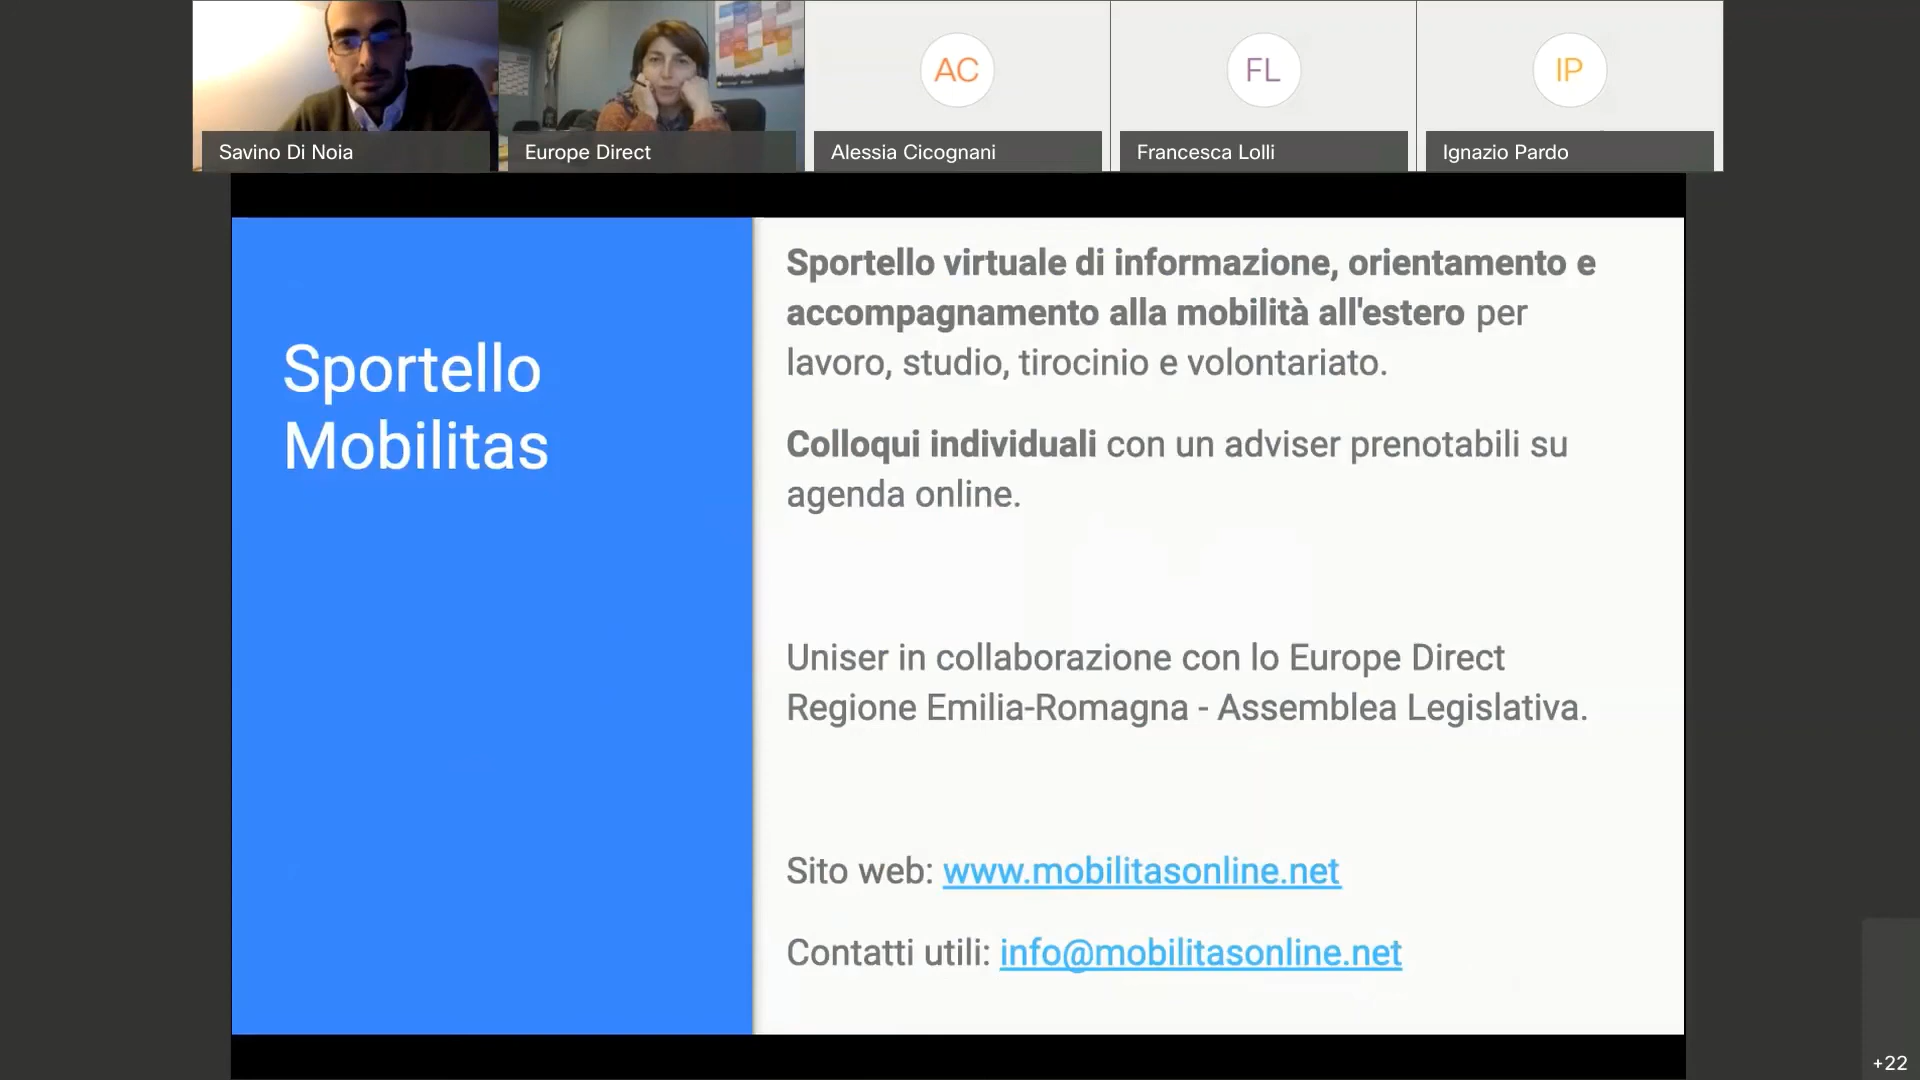 AC
FL
IP
Savino Di Noia
Europe Direct
Alessia Cicognani
Francesca Lolli
Ignazio Pardo
Sportello
Mobilitas
Sportello virtuale di informazione, orientamento e
accompagnamento alla mobilità all'estero per
lavoro, studio, tirocinio e volontariato.
Colloqui individuali con un adviser prenotabili su
agenda online.
Uniser in collaborazione con lo Europe Direct
Regione Emilia-Romagna - Assemblea Legislativa.
Sito web: www.mobilitasonline.net
Contatti utili: info@mobilitasonline.net
+22